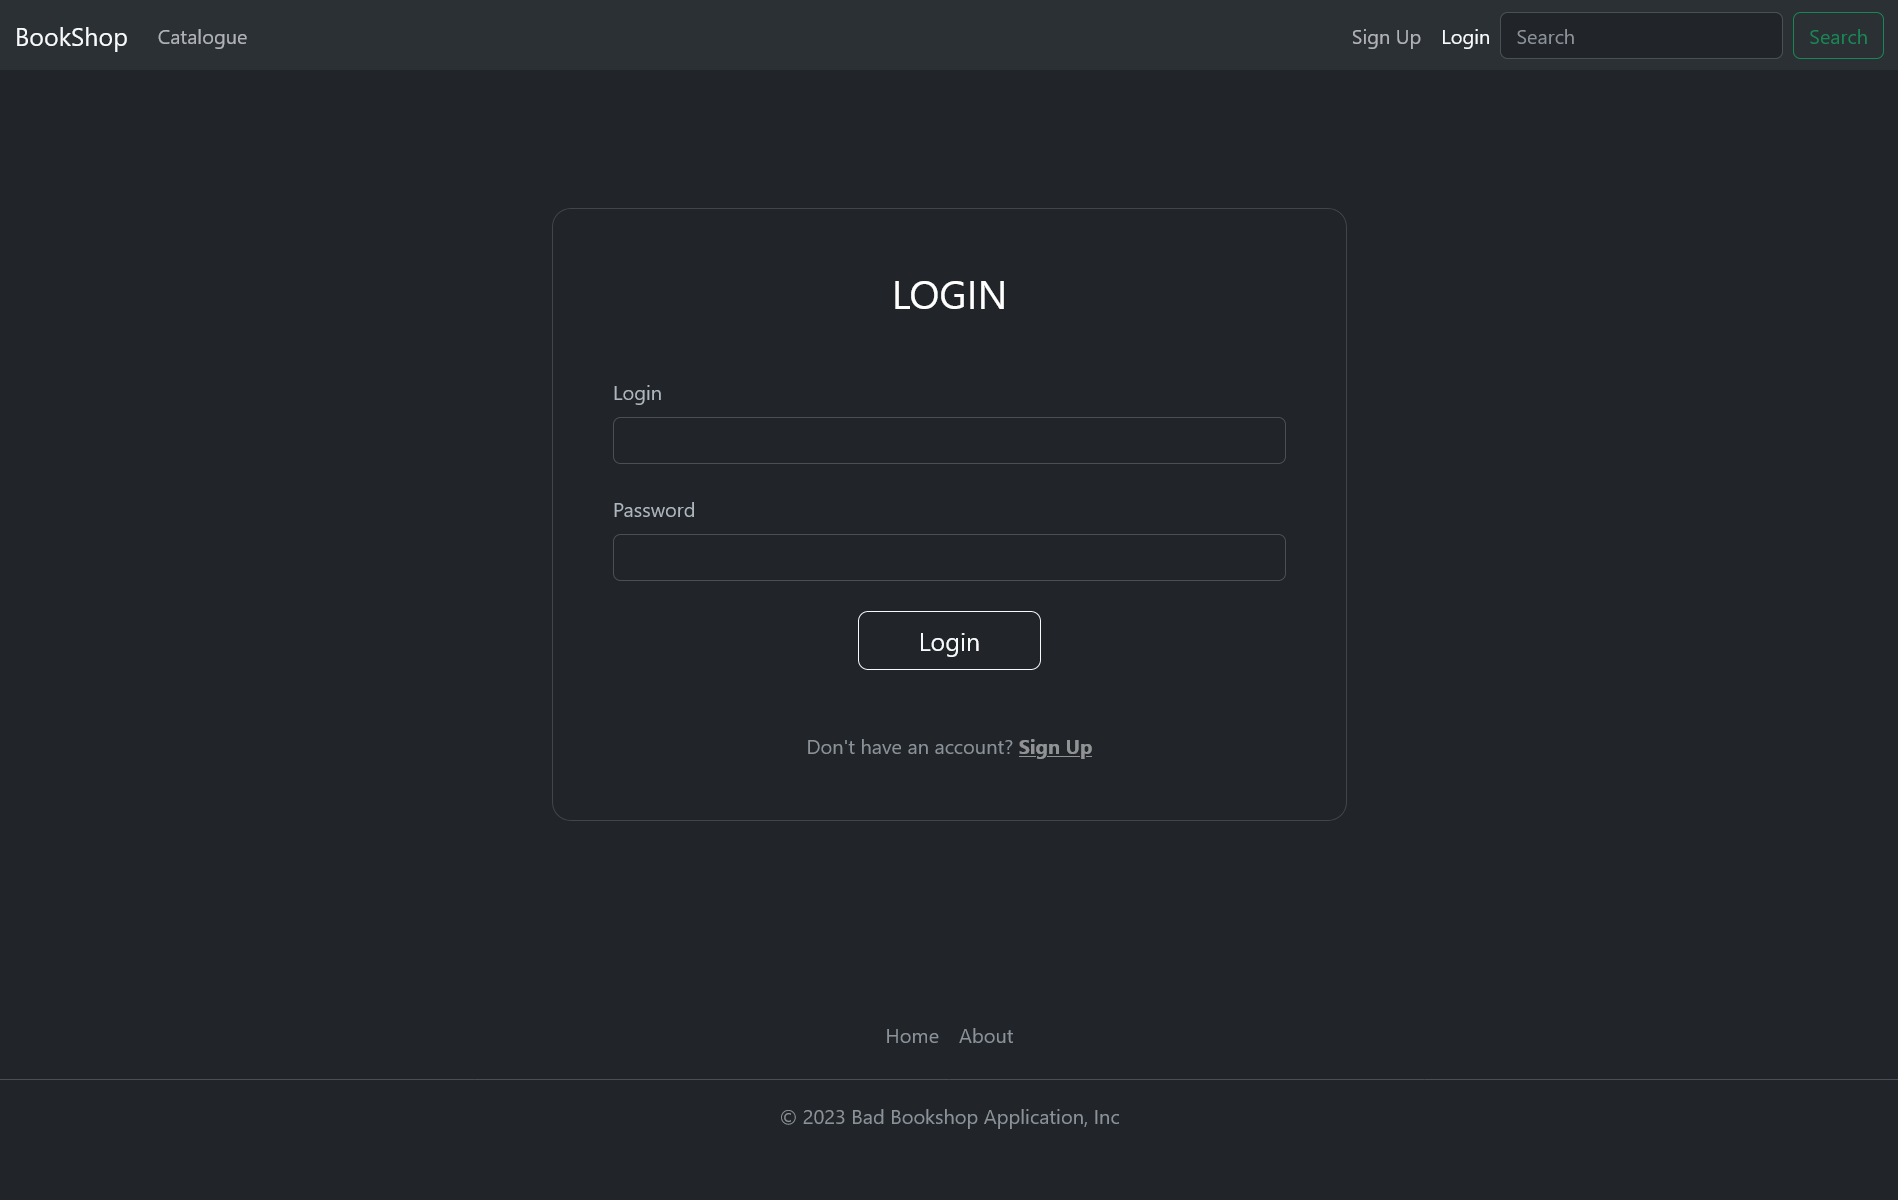 BookShop Catalogue Sign Up Login Search Search
LOGIN
Login
Password
Login
Don't have an account? Sign Up
Home About
© 2023 Bad Bookshop Application, Inc